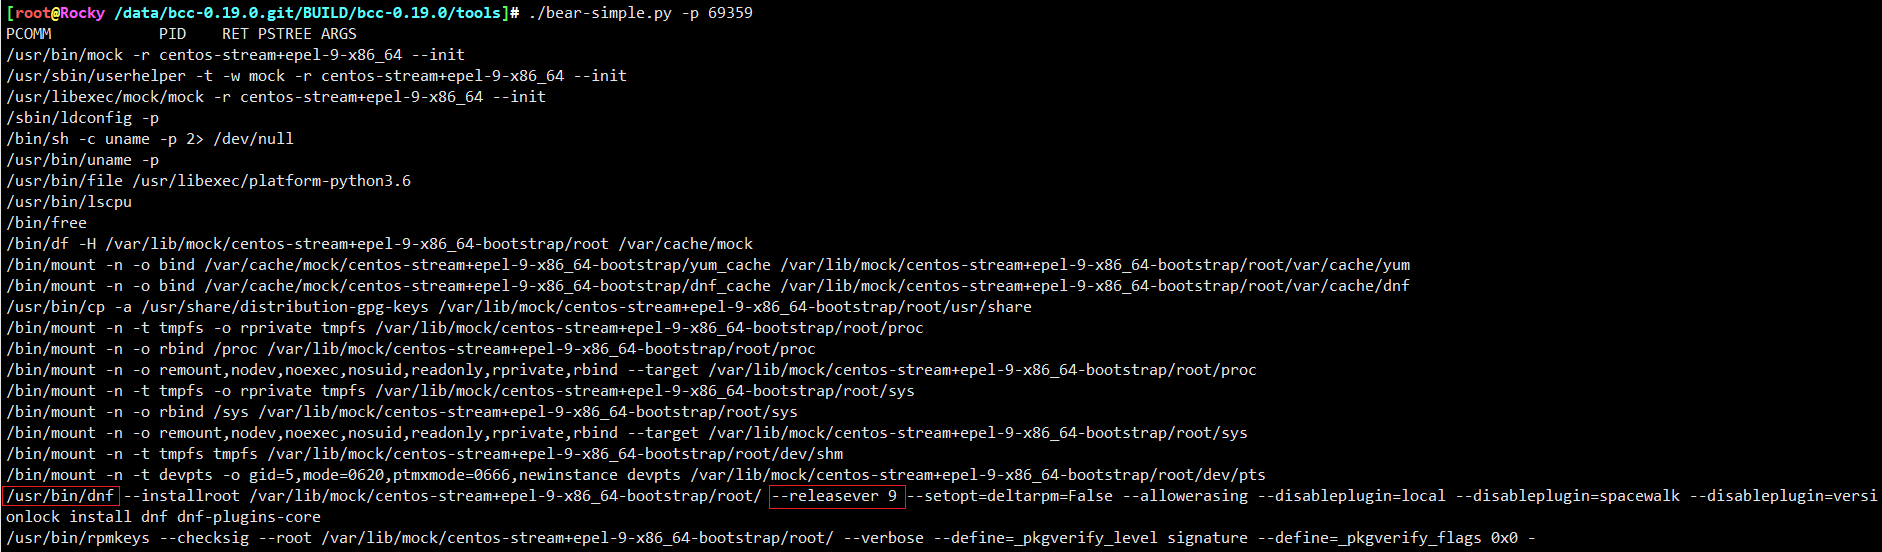 [root@Rocky /data/bcc-0.19.0.git/BUILD/bcc-0.19.0/tools]# ./bear-simple.py -p 69359
PCOMM            PID    RET PSTREE ARGS
/usr/bin/mock -r centos-stream+epel-9-x86_64 --init
/usr/sbin/userhelper -t -w mock -r centos-stream+epel-9-x86_64 --init
/usr/libexec/mock/mock -r centos-stream+epel-9-x86_64 --init
/sbin/ldconfig -p
/bin/sh -c uname -p 2> /dev/null
/usr/bin/uname -p
/usr/bin/file /usr/libexec/platform-python3.6
/usr/bin/lscpu
/bin/free
/bin/df -H /var/lib/mock/centos-stream+epel-9-x86_64-bootstrap/root /var/cache/mock
/bin/mount -n -o bind /var/cache/mock/centos-stream+epel-9-x86_64-bootstrap/yum_cache /var/lib/mock/centos-stream+epel-9-x86_64-bootstrap/root/var/cache/yum
/bin/mount -n -o bind /var/cache/mock/centos-stream+epel-9-x86_64-bootstrap/dnf_cache /var/lib/mock/centos-stream+epel-9-x86_64-bootstrap/root/var/cache/dnf
/usr/bin/cp -a /usr/share/distribution-gpg-keys /var/lib/mock/centos-stream+epel-9-x86_64-bootstrap/root/usr/share
/bin/mount -n -t tmpfs -o rprivate tmpfs /var/lib/mock/centos-stream+epel-9-x86_64-bootstrap/root/proc
/bin/mount -n -o rbind /proc /var/lib/mock/centos-stream+epel-9-x86_64-bootstrap/root/proc
/bin/mount -n -o remount,nodev,noexec,nosuid,readonly,rprivate,rbind --target /var/lib/mock/centos-stream+epel-9-x86_64-bootstrap/root/proc
/bin/mount -n -t tmpfs -o rprivate tmpfs /var/lib/mock/centos-stream+epel-9-x86_64-bootstrap/root/sys
/bin/mount -n -o rbind /sys /var/lib/mock/centos-stream+epel-9-x86_64-bootstrap/root/sys
/bin/mount -n -o remount,nodev,noexec,nosuid,readonly,rprivate,rbind --target /var/lib/mock/centos-stream+epel-9-x86_64-bootstrap/root/sys
/bin/mount -n -t tmpfs tmpfs /var/lib/mock/centos-stream+epel-9-x86_64-bootstrap/root/dev/shm
/bin/mount -n -t devpts -o gid=5,mode=0620,ptmxmode=0666,newinstance devpts /var/lib/mock/centos-stream+epel-9-x86_64-bootstrap/root/dev/pts
/usr/bin/dnf --installroot /var/lib/mock/centos-stream+epel-9-x86_64-bootstrap/root/ --releasever 9 --setopt=deltarpm=False --allowerasing --disableplugin=local --disableplugin=spacewalk --disableplugin=versi
onlock install dnf dnf-plugins-core
/usr/bin/rpmkeys --checksig --root /var/lib/mock/centos-stream+epel-9-x86_64-bootstrap/root/ --verbose --define=_pkgverify_level signature --define=_pkgverify_flags 0x0 -